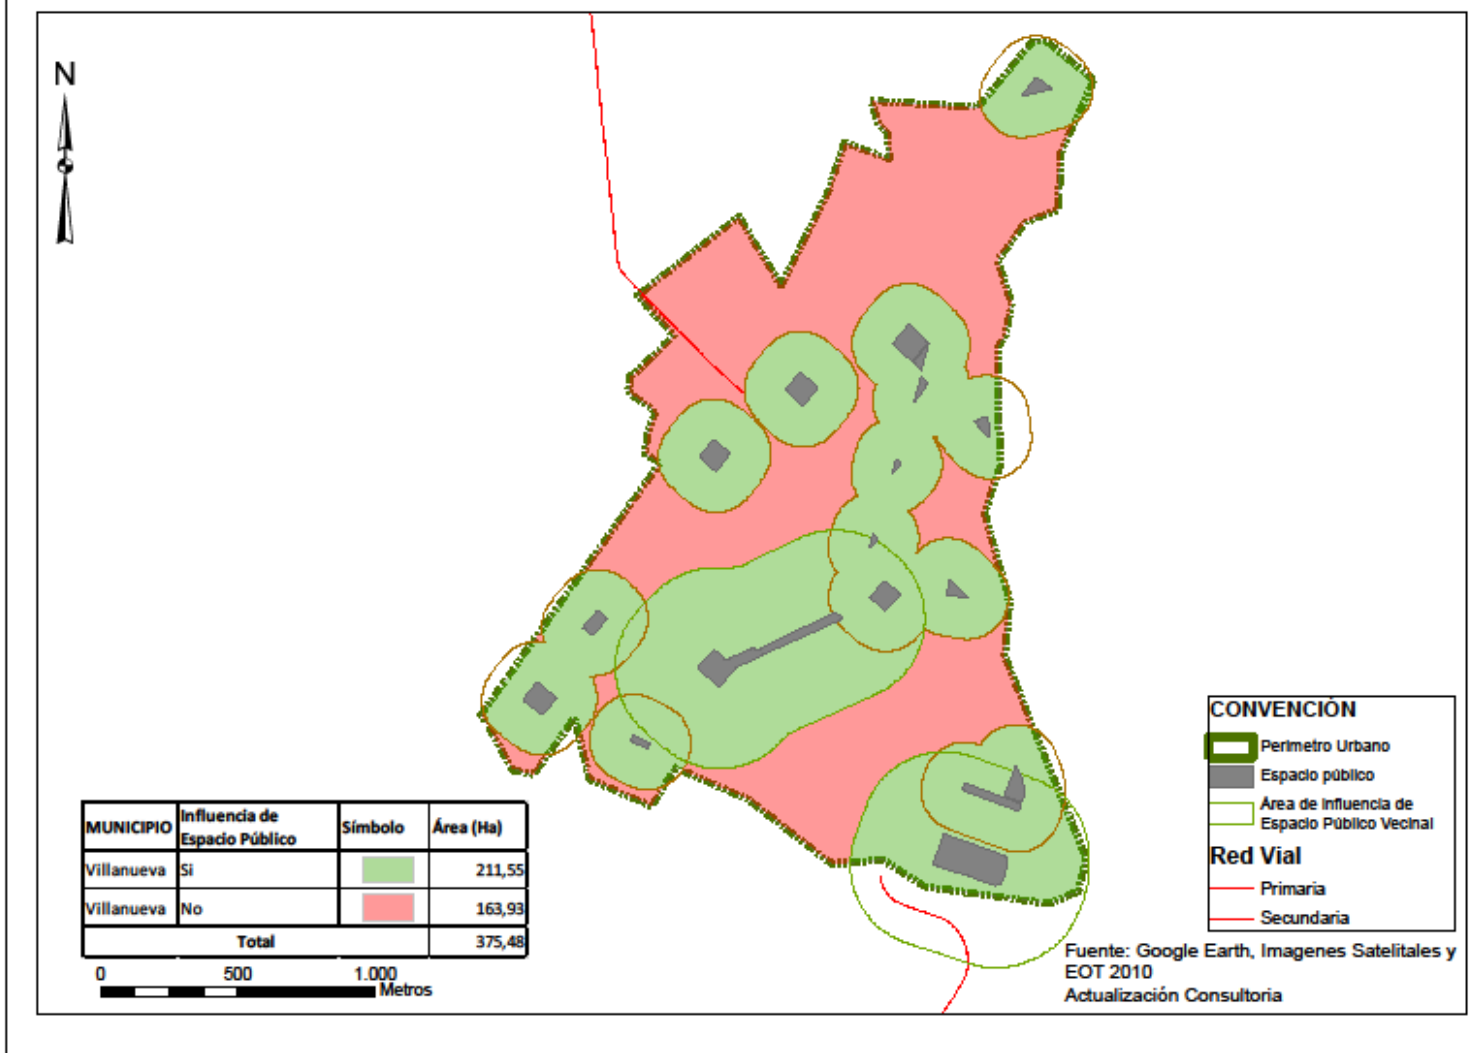 N
CONVENCIÓN
Perimetro Urbano
Espacio público
Área de Influencia de
Espacio Público Vecinal
Red Vial
Primaria
Secundaria
MUNICIPIO Influencia de Espacio Público Símbolo Área (Ha)
Villanueva Si 211,55
Villanueva No 163,93
Total 375,48
0 500 1.000
Metros
Fuente: Google Earth, Imagenes Satelitales y
EOT 2010
Actualización Consultoria